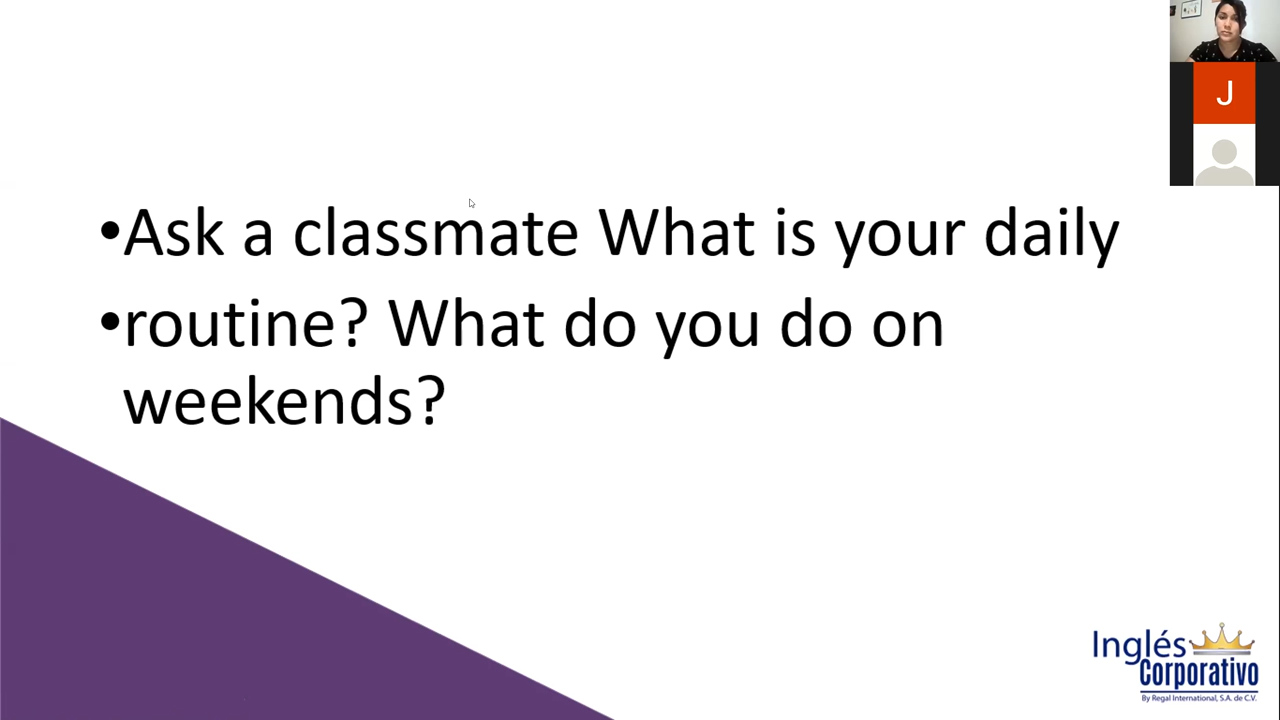 J
•Ask a classmate What is your daily
•routine? What do you do on
weekends?
Inglés
Corporativo
By Regal International, S.A. de C.V.